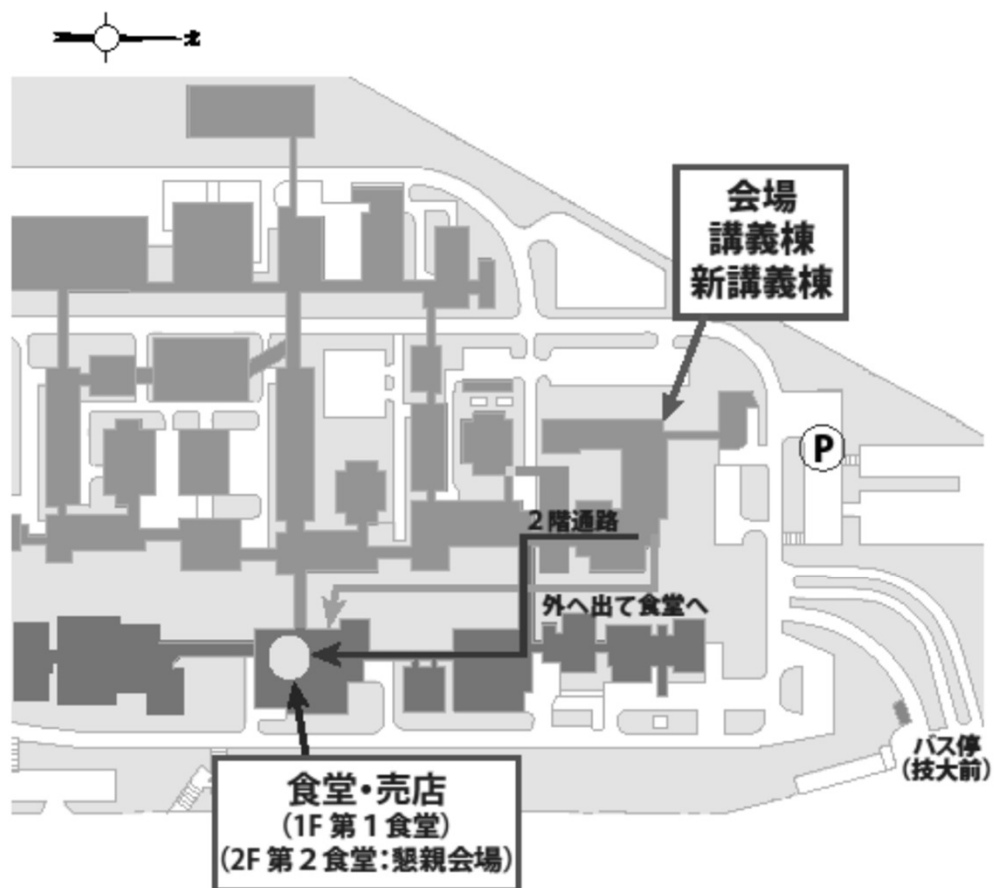 北
会場
講義棟
新講義棟
P
2階通路
外へ出て食堂へ
バス停
(技大前)
食堂・売店
(1F 第1食堂)
(2F 第2食堂:懇親会場)